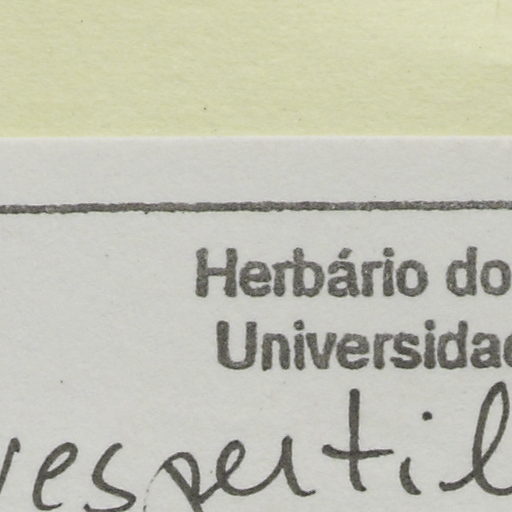 Herbário do
Universidad
vespertil